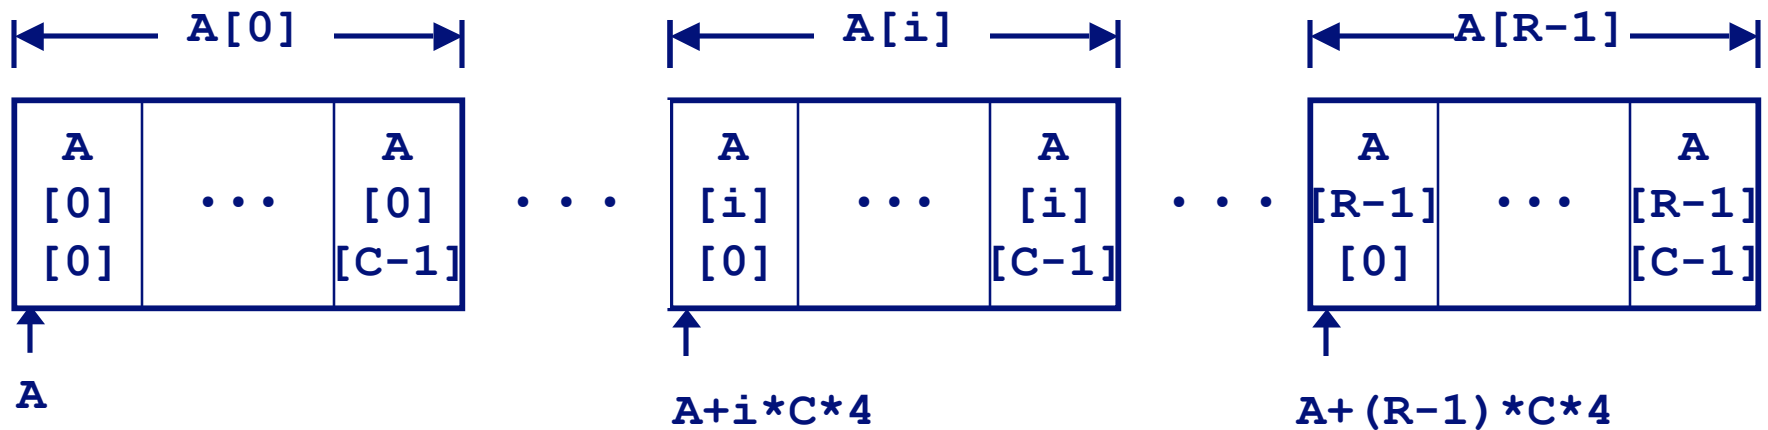 A[0] A[i] A[R-1]
A ••• A • • • A ••• A • • • A ••• A
[0] [0] [i] [i] [R-1] [R-1]
[0] [C-1] [0] [C-1] [0] [C-1]
A A+i*C*4 A+(R-1)*C*4